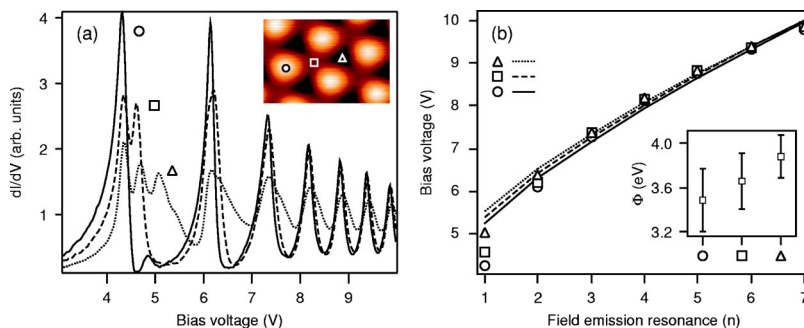 (a)
dI/dV (arb. units)
4
3
2
1
4 5 6 7 8 9
Bias voltage (V)
(b)
Bias voltage (V)
10
9
8
7
6
5
1 2 3 4 5 6 7
Field emission resonance (n)
Φ (eV)
4.0
3.6
3.2